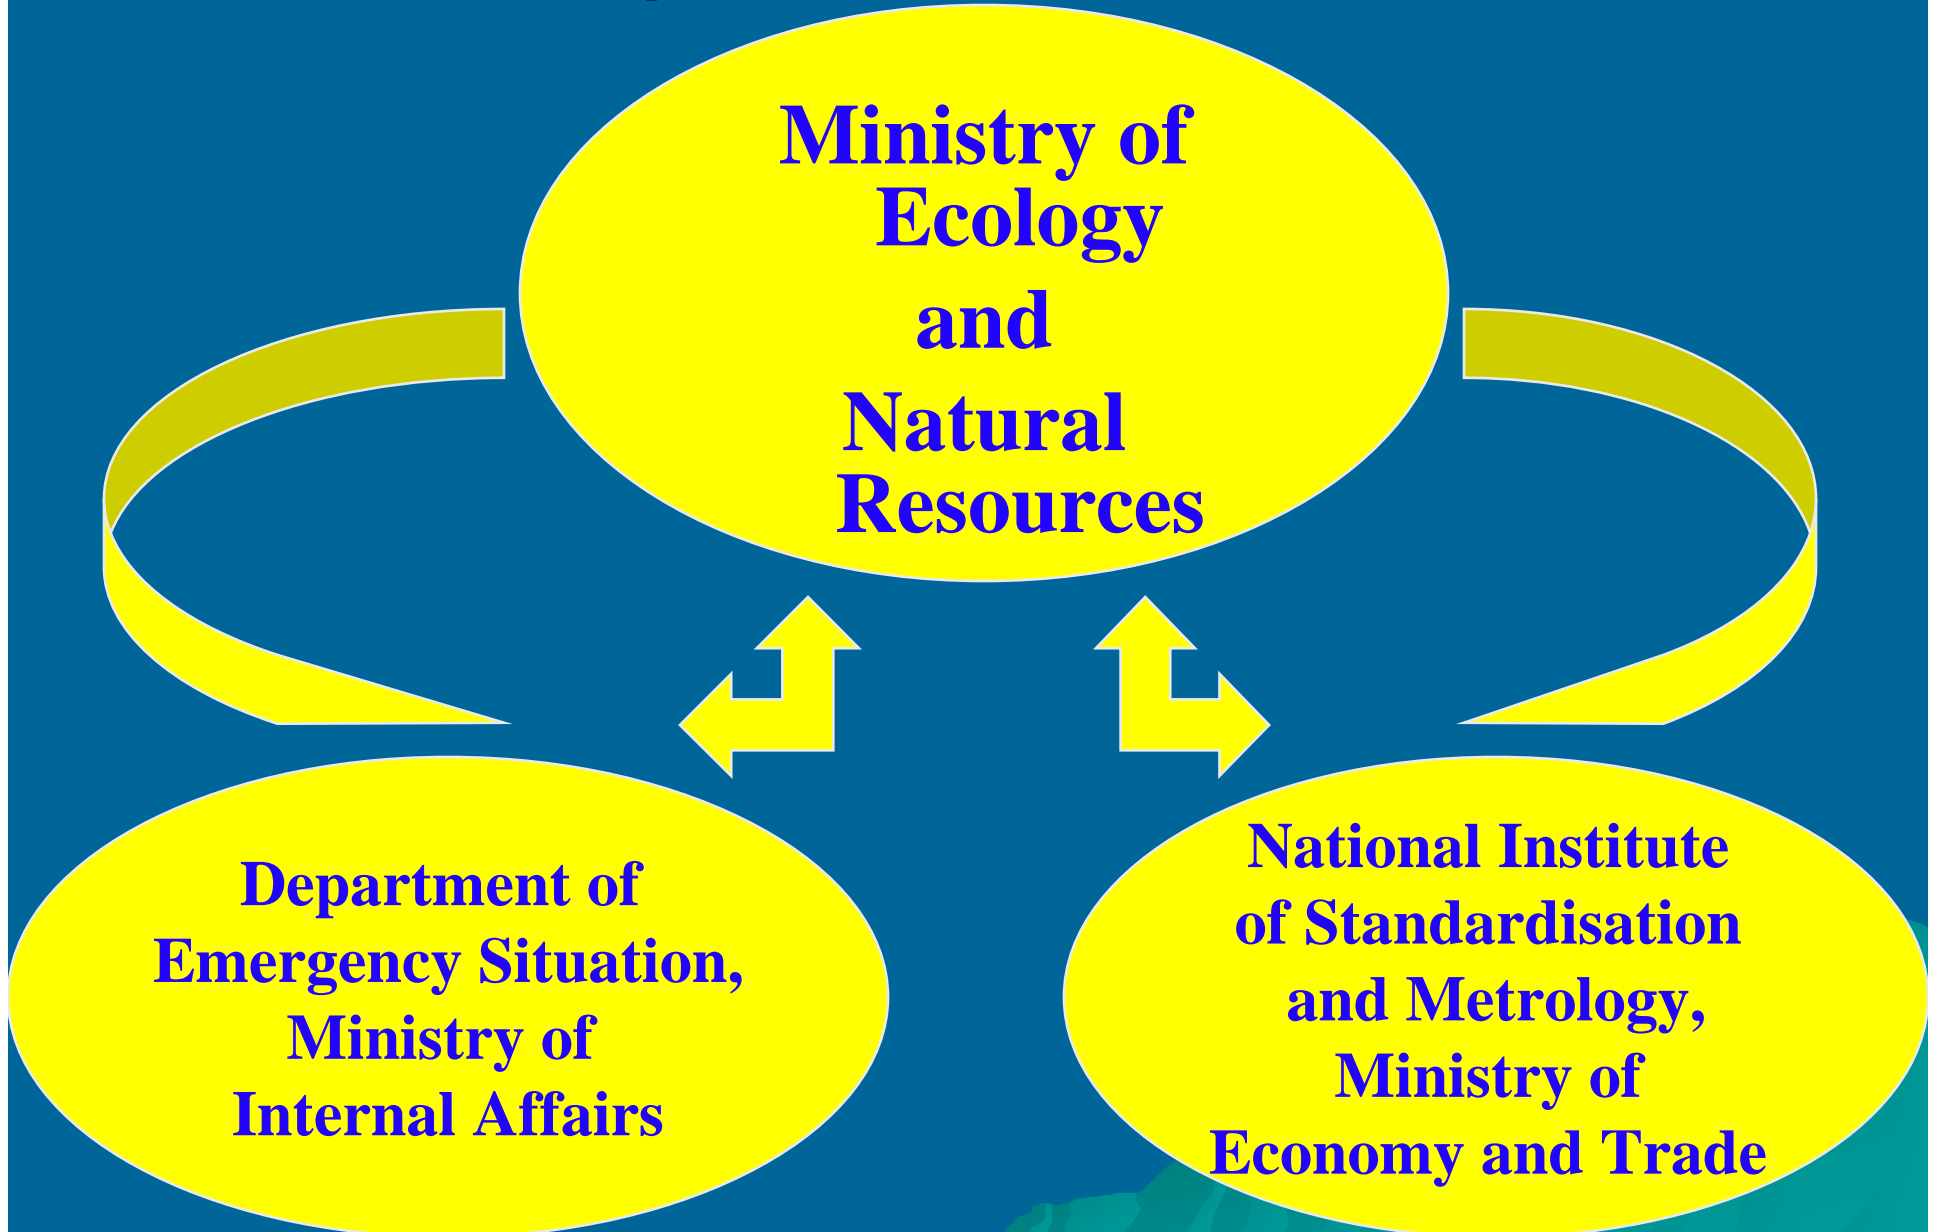 Ministry of
Ecology
and
Natural
Resources
Department of
Emergency Situation,
Ministry of
Internal Affairs
National Institute
of Standardisation
and Metrology,
Ministry of
Economy and Trade